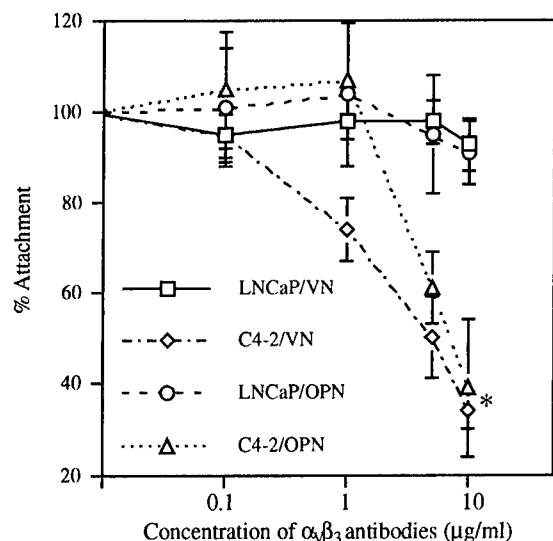 120
100
80
60
40
20
% Attachment
LNCaP/VN
C4-2/VN
LNCaP/OPN
C4-2/OPN
*
0.1 1 10
Concentration of αvβ3 antibodies (μg/ml)